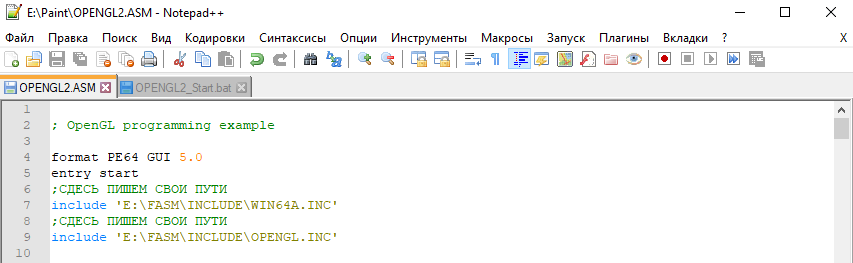 E:\Paint\OPENGL2.ASM - Notepad++
Файл Правка Поиск Вид Кодировки Синтаксисы Опции Инструменты Макросы Запуск Плагины Вкладки ? X
OPENGL2.ASM OPENGL2_Start.bat
1
2 ; OpenGL programming example
3
4 format PE64 GUI 5.0
5 entry start
6 ;СДЕСЬ ПИШЕМ СВОИ ПУТИ
7 include 'E:\FASM\INCLUDE\WIN64A.INC'
8 ;СДЕСЬ ПИШЕМ СВОИ ПУТИ
9 include 'E:\FASM\INCLUDE\OPENGL.INC'
10